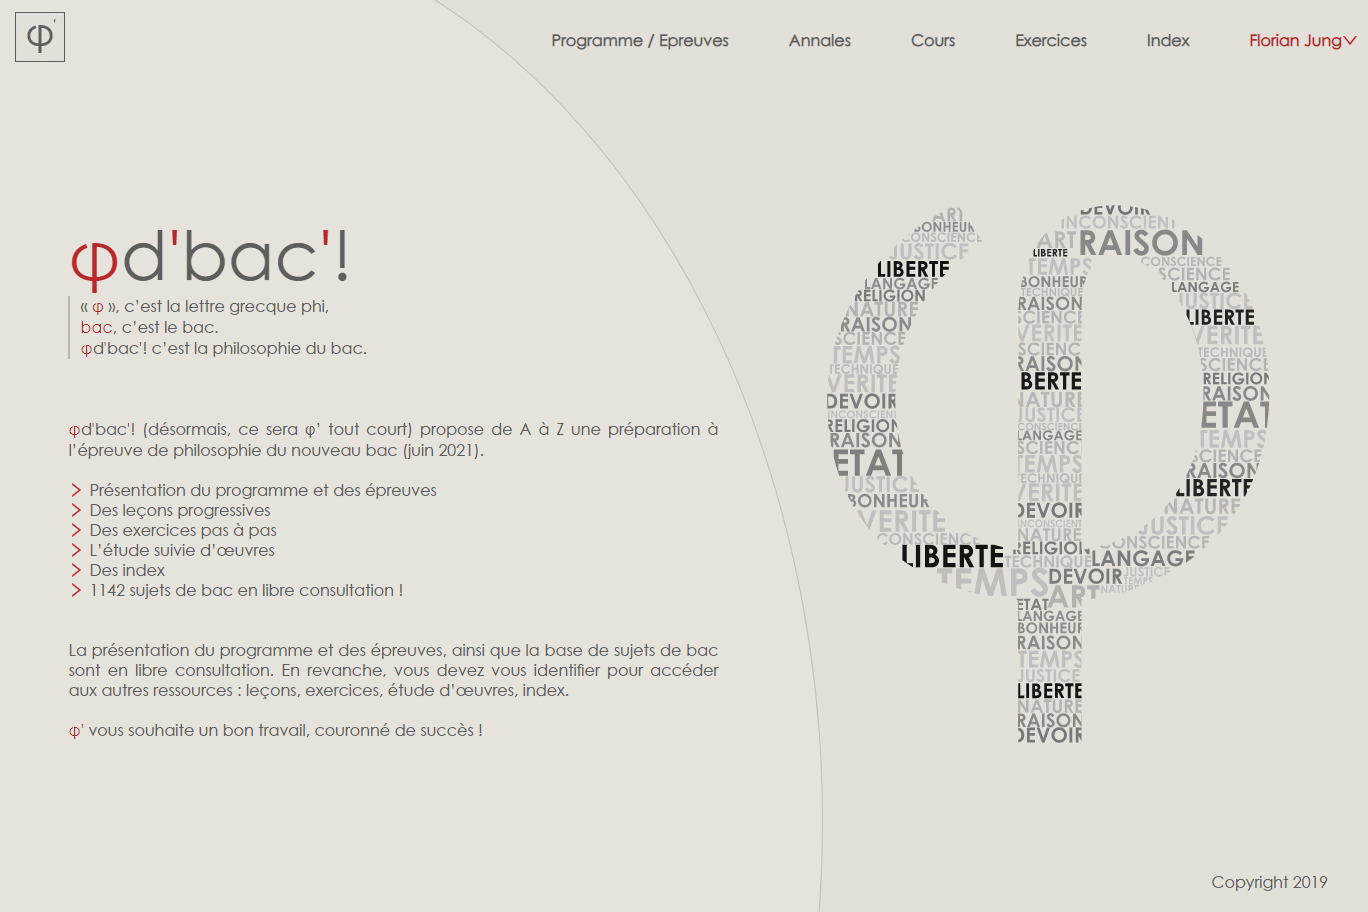 φ'
Programme / Epreuves
Annales
Cours
Exercices
Index
Florian Jung
φd'bac'!
« φ », c'est la lettre grecque phi,
bac, c'est le bac.
φd'bac'! c'est la philosophie du bac.
φd'bac'! (désormais, ce sera φ’ tout court) propose de A à Z une préparation à
l’épreuve de philosophie du nouveau bac (juin 2021).
Présentation du programme et des épreuves
Des leçons progressives
Des exercices pas à pas
L’étude suivie d’œuvres
Des index
1142 sujets de bac en libre consultation !
La présentation du programme et des épreuves, ainsi que la base de sujets de bac
sont en libre consultation. En revanche, vous devez vous identifier pour accéder
aux autres ressources : leçons, exercices, étude d’œuvres, index.
φ' vous souhaite un bon travail, couronné de succès !
ART
BONHEUR
CONSCIENCE
JUSTICE
LIBERTE
LANGAGE
RELIGION
NATURE
RAISON
SCIENCE
TEMPS
TECHNIQUE
VERITE
DEVOIR
INCONSCIENT
RELIGION
RAISON
ETAT
JUSTICE
BONHEUR
VERITE
CONSCIENCE
LIBERTE
TEMPS
DEVOIR
INCONSCIENT
ART
RAISON
LIBERTE
TEMPS
BONHEUR
TECHNIQUE
RAISON
SCIENCE
VERITE
SCIENCE
RAISON
LIBERTE
NATURE
JUSTICE
CONSCIENCE
LANGAGE
SCIENCE
TEMPS
TECHNIQUE
VERITE
DEVOIR
INCONSCIENT
NATURE
RELIGION
TECHNIQUE
DEVOIR
ART
ETAT
LANGAGE
BONHEUR
RAISON
TEMPS
JUSTICE
LIBERTE
NATURE
RAISON
DEVOIR
CONSCIENCE
SCIENCE
LANGAGE
JUSTICE
LIBERTE
VERITE
TECHNIQUE
SCIENCE
RELIGION
RAISON
ETAT
TEMPS
SCIENCE
RAISON
LIBERTE
NATURE
JUSTICE
CONSCIENCE
LANGAGE
JUSTICE
TEMPS
NATURE
Copyright 2019